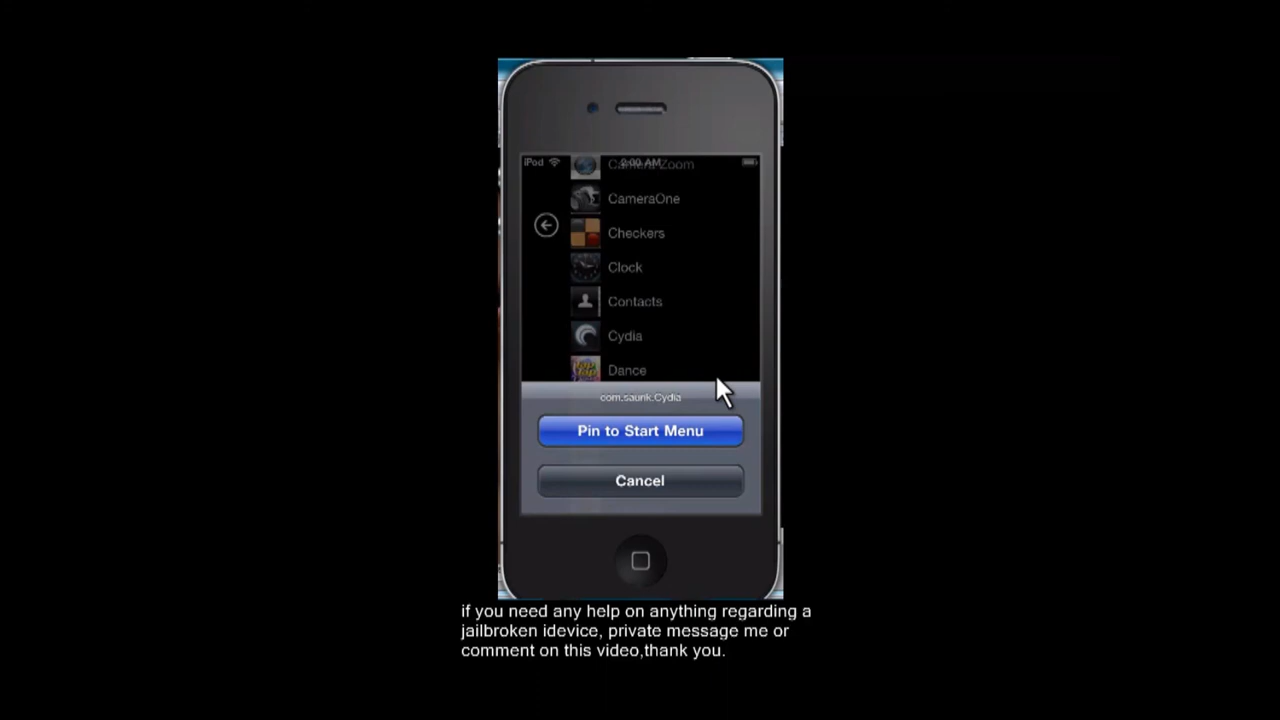 iPod 2:00 AM
Camera Zoom
CameraOne
Checkers
Clock
Contacts
Cydia
Dance
com.saurik.Cydia
Pin to Start Menu
Cancel
if you need any help on anything regarding a
jailbroken idevice, private message me or
comment on this video,thank you.